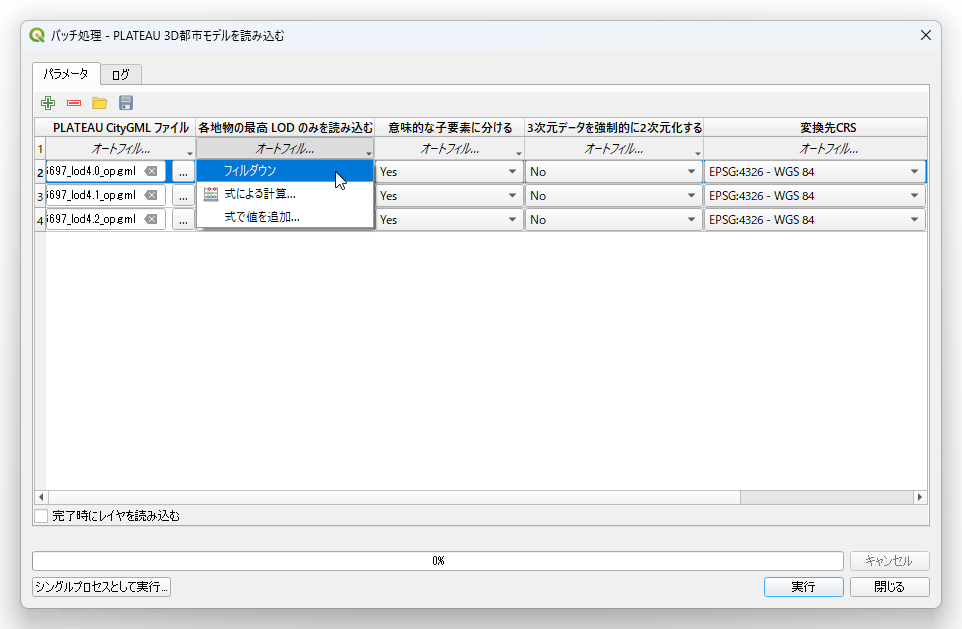 バッチ処理 - PLATEAU 3D都市モデルを読み込む
パラメータ ログ
PLATEAU CityGML ファイル 各地物の最高 LOD のみを読み込む 意味的な子要素に分ける 3次元データを強制的に2次元化する 変換先CRS
1 オートフィル... オートフィル... オートフィル... オートフィル... オートフィル...
2 697_lod4.0_op.gml ... フィルダウン Yes No EPSG:4326 - WGS 84
3 697_lod4.1_op.gml ... 式による計算... Yes No EPSG:4326 - WGS 84
4 697_lod4.2_op.gml ... 式で値を追加... Yes No EPSG:4326 - WGS 84
完了時にレイヤを読み込む
0% キャンセル
シングルプロセスとして実行... 実行 閉じる